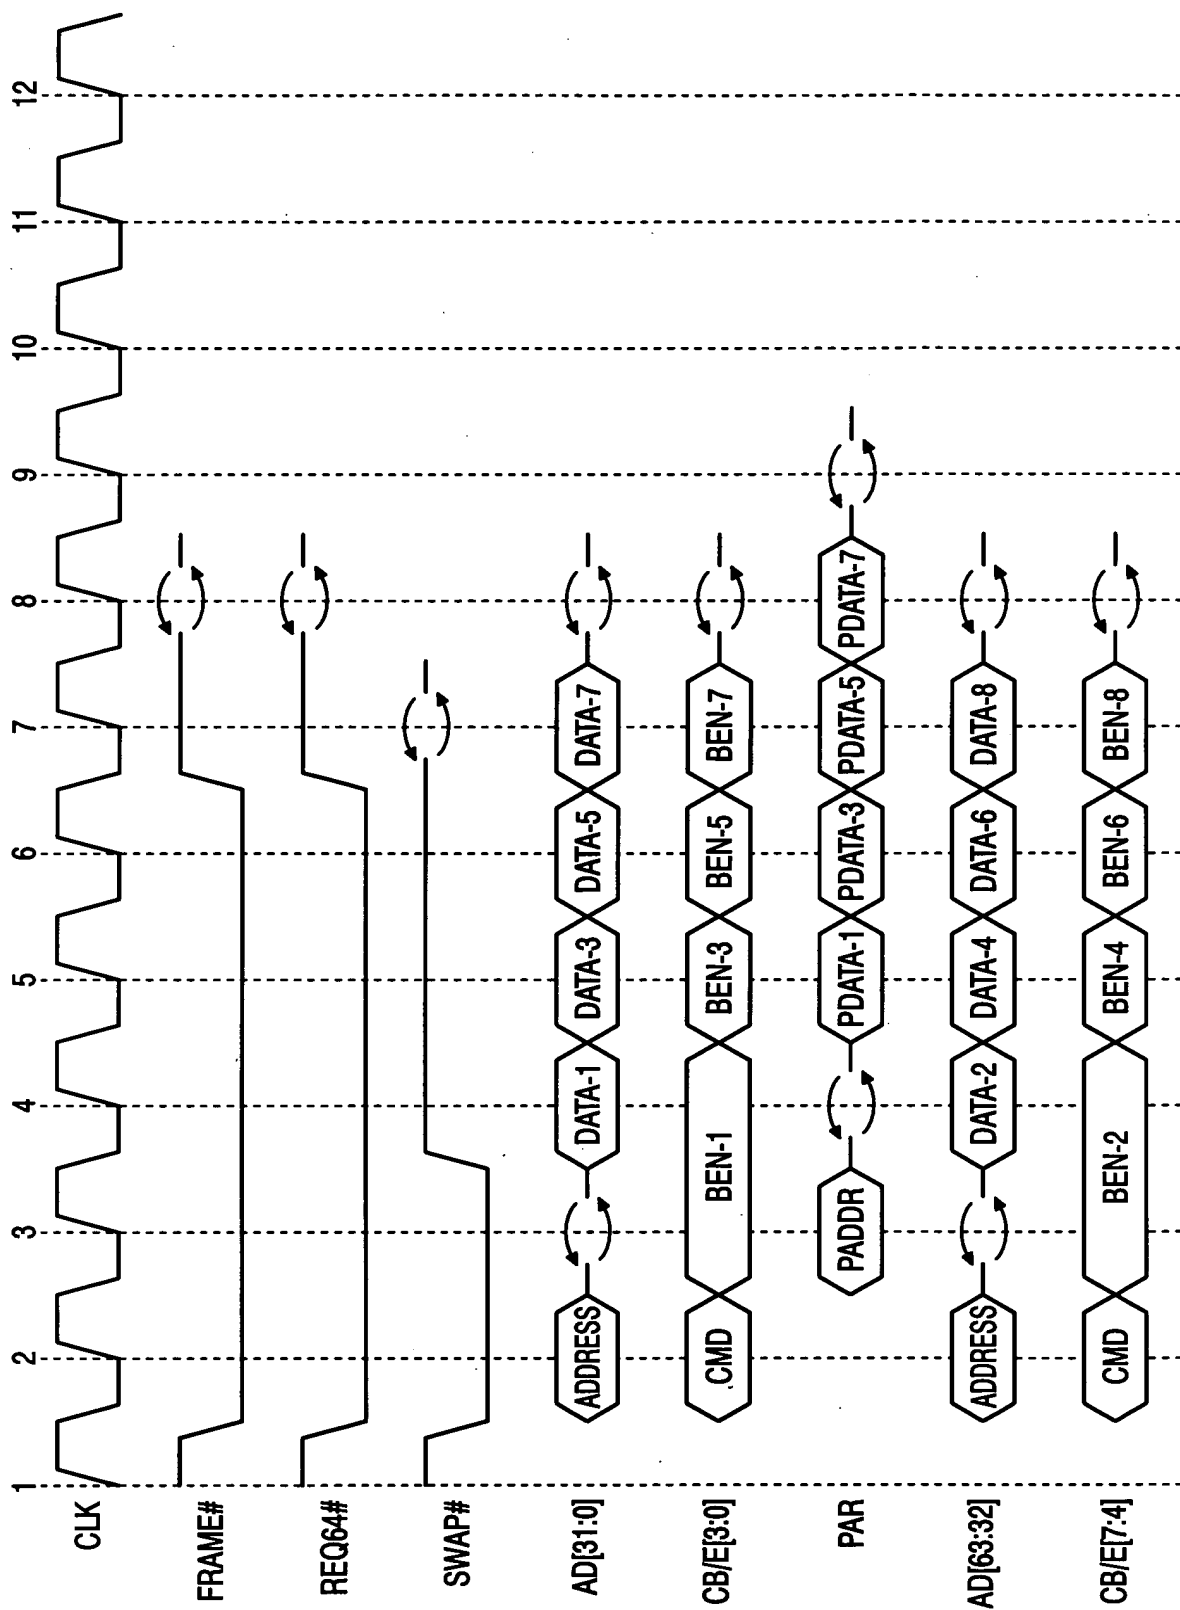 1 2 3 4 5 6 7 8 9 10 11 12
CLK
FRAME#
REQ64#
SWAP#
AD[31:0] ADDRESS DATA-1 DATA-3 DATA-5 DATA-7
CB/E[3:0] CMD BEN-1 BEN-3 BEN-5 BEN-7
PAR PADDR PDATA-1 PDATA-3 PDATA-5 PDATA-7
AD[63:32] ADDRESS DATA-2 DATA-4 DATA-6 DATA-8
CB/E[7:4] CMD BEN-2 BEN-4 BEN-6 BEN-8